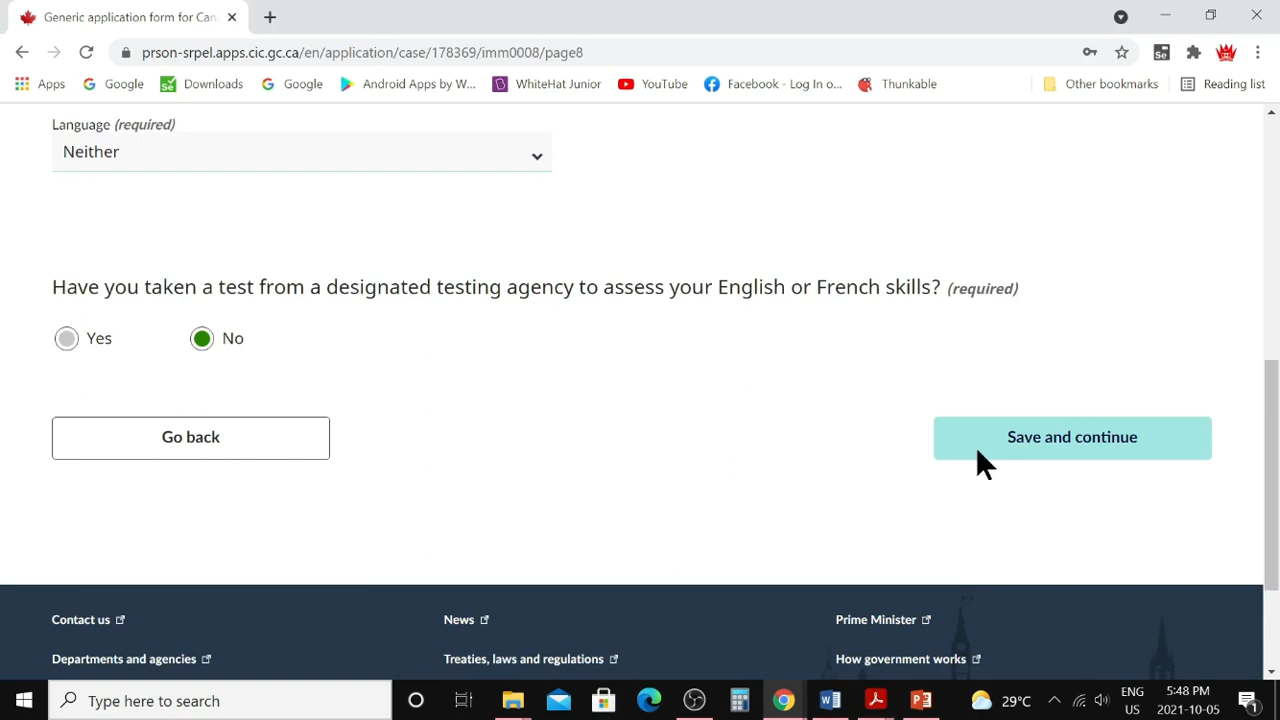 Generic application form for Can
prson-srpel.apps.cic.gc.ca/en/application/case/178369/imm0008/page8
Apps
Google
Downloads
Google
Android Apps by W...
WhiteHat Junior
YouTube
Facebook - Log In o...
Thunkable
Other bookmarks
Reading list
Language (required)
Neither
Have you taken a test from a designated testing agency to assess your English or French skills? (required)
Yes
No
Go back
Save and continue
Contact us
News
Prime Minister
Departments and agencies
Treaties, laws and regulations
How government works
Type here to search
29°C
ENG
US
5:48 PM
2021-10-05
1